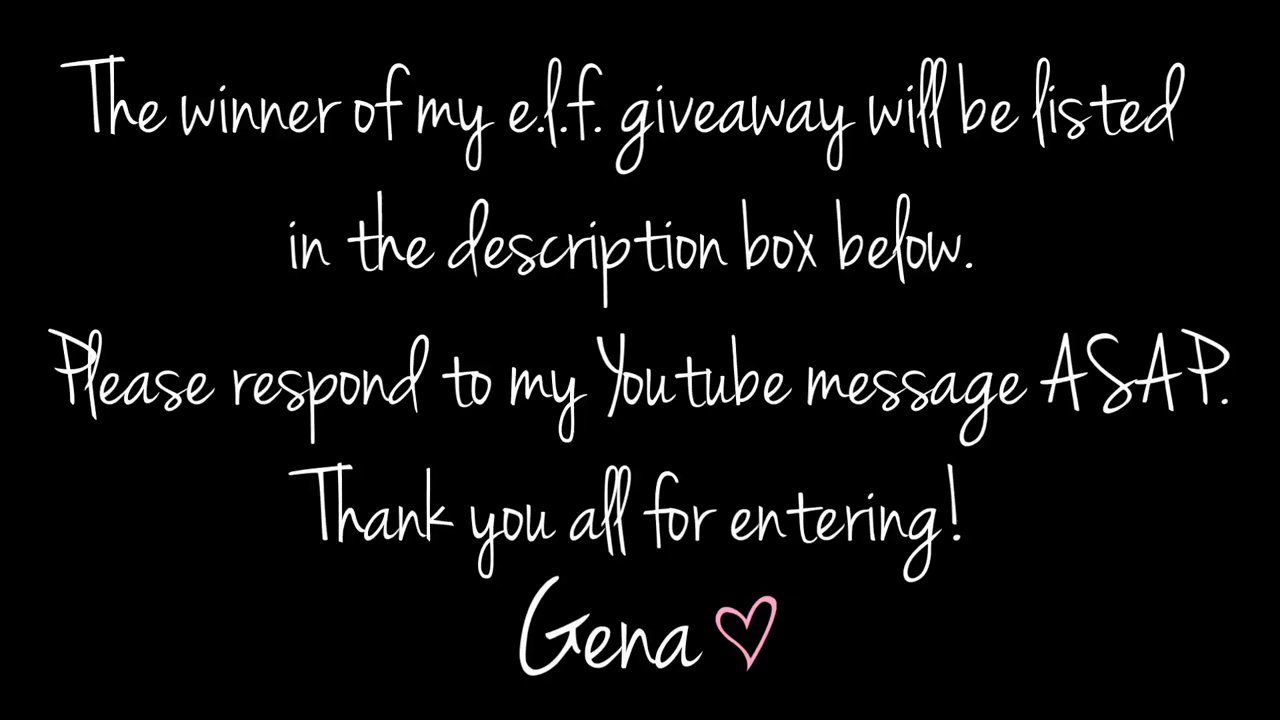 The winner of my e.l.f. giveaway will be listed
in the description box below.
Please respond to my Youtube message ASAP.
Thank you all for entering!
Gena ♡